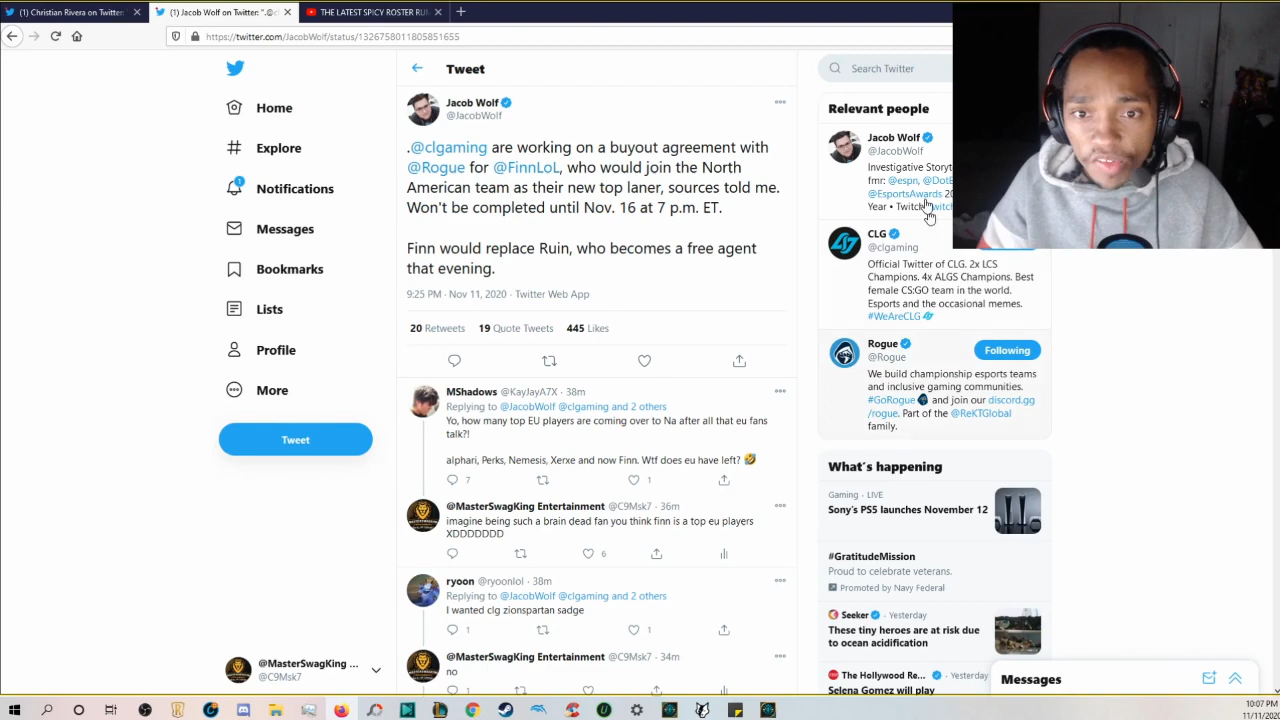 (1) Christian Rivera on Twitter:
(1) Jacob Wolf on Twitter: ".@cl
THE LATEST SPICY ROSTER RUM
https://twitter.com/JacobWolf/status/1326758011805851655
Home
Explore
Notifications
1
Messages
Bookmarks
Lists
Profile
More
Tweet
@MasterSwagKing ...
@C9Msk7
Tweet
Jacob Wolf
@JacobWolf
.@clgaming are working on a buyout agreement with
@Rogue for @FinnLoL, who would join the North
American team as their new top laner, sources told me.
Won't be completed until Nov. 16 at 7 p.m. ET.
Finn would replace Ruin, who becomes a free agent
that evening.
9:25 PM · Nov 11, 2020 · Twitter Web App
20 Retweets 19 Quote Tweets 445 Likes
MShadows @KayJayA7X · 38m
Replying to @JacobWolf @clgaming and 2 others
Yo, how many top EU players are coming over to Na after all that eu fans
talk?!
alphari, Perks, Nemesis, Xerxe and now Finn. Wtf does eu have left? 🤣
7 1
@MasterSwagKing Entertainment @C9Msk7 · 36m
imagine being such a brain dead fan you think finn is a top eu players
XDDDDDDD
6
ryoon @ryoonlol · 38m
Replying to @JacobWolf @clgaming and 2 others
I wanted clg zionspartan sadge
1 1
@MasterSwagKing Entertainment @C9Msk7 · 34m
no
1
Search Twitter
Relevant people
Jacob Wolf
@JacobWolf
Investigative Storyt
fmr: @espn, @DotE
@EsportsAwards 20
Year • Twitch
CLG
@clgaming
Official Twitter of CLG. 2x LCS
Champions. 4x ALGS Champions. Best
female CS:GO team in the world.
Esports and the occasional memes.
#WeAreCLG
Rogue
@Rogue
Following
We build championship esports teams
and inclusive gaming communities.
#GoRogue and join our discord.gg
/rogue. Part of the @ReKTGlobal
family.
What's happening
Gaming · LIVE
Sony's PS5 launches November 12
#GratitudeMission
Proud to celebrate veterans.
Promoted by Navy Federal
Seeker · Yesterday
These tiny heroes are at risk due
to ocean acidification
The Hollywood Re... · Yesterday
Selena Gomez will play
Messages
10:07 PM
11/11/2020